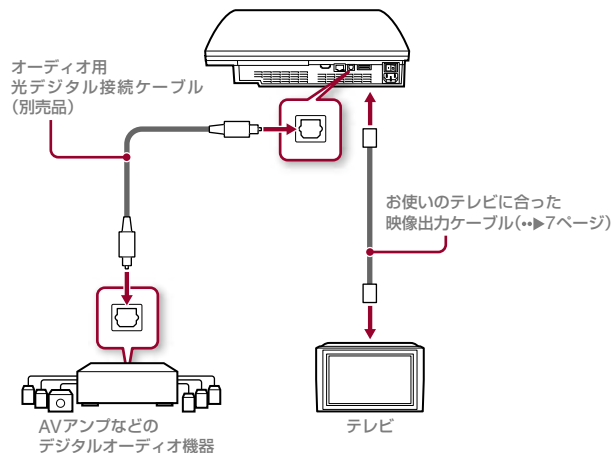 オーディオ用
光デジタル接続ケーブル
(別売品)
お使いのテレビに合った
映像出力ケーブル(••▶7ページ)
AVアンプなどの
デジタルオーディオ機器
テレビ